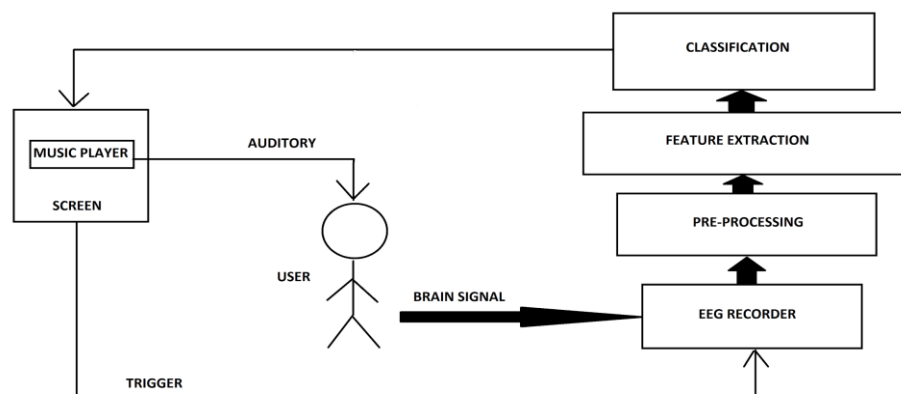 CLASSIFICATION
FEATURE EXTRACTION
MUSIC PLAYER
AUDITORY
SCREEN
PRE-PROCESSING
USER
BRAIN SIGNAL
EEG RECORDER
TRIGGER